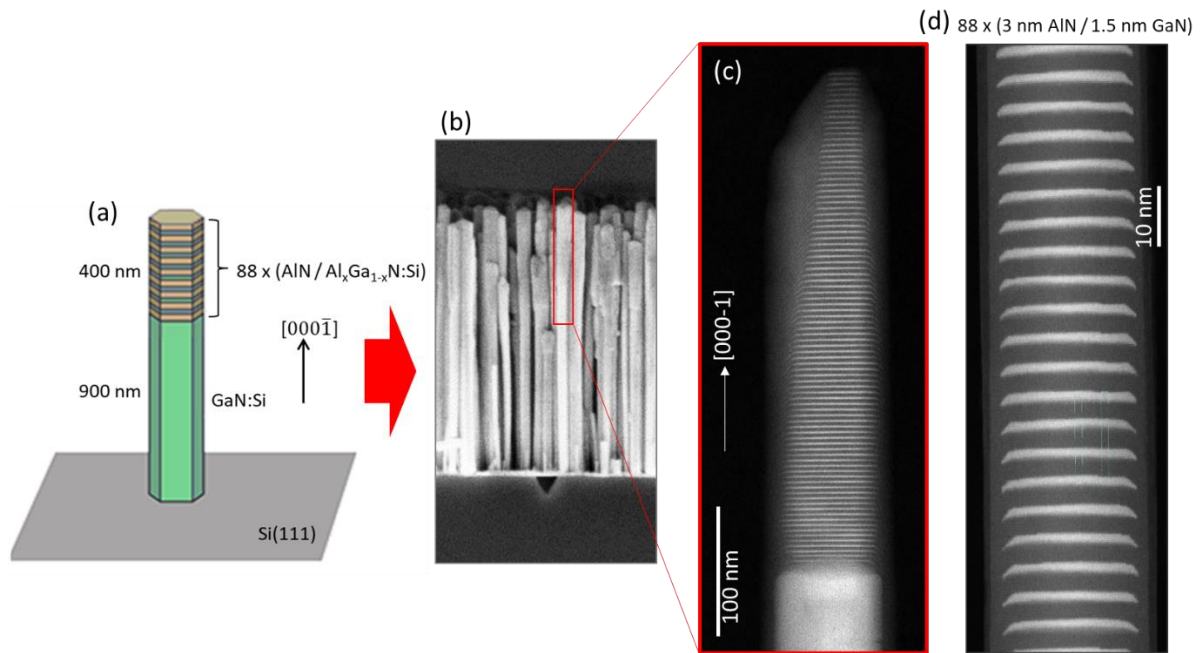 (a)
400 nm
88 x (AlN / AlₓGa₁₋ₓN:Si)
[0001̅]
900 nm
GaN:Si
Si(111)
(b)
(c)
[000-1]
100 nm
(d) 88 x (3 nm AlN / 1.5 nm GaN)
10 nm